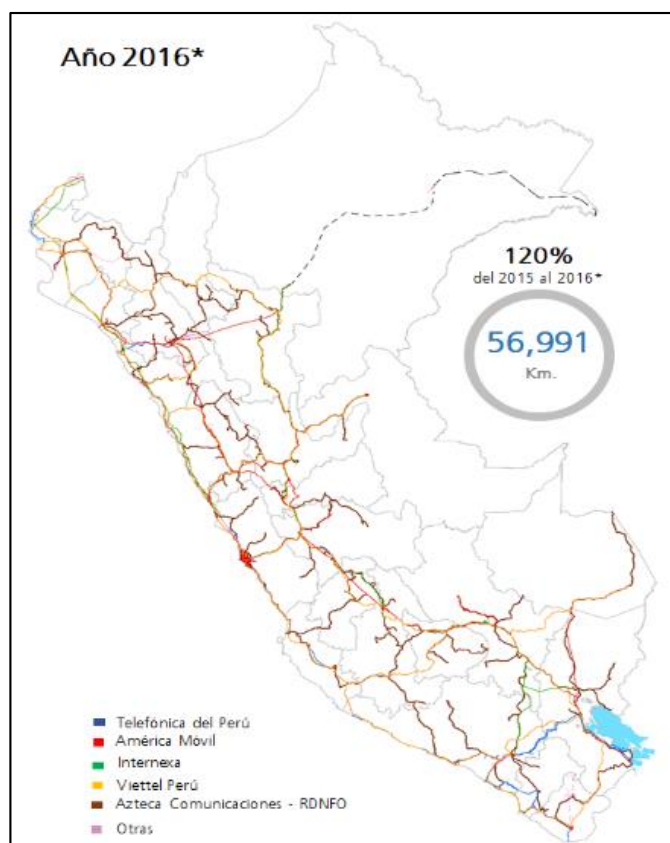 Año 2016*
120%
del 2015 al 2016*
56,991
Km.
Telefónica del Perú
América Móvil
Internexa
Viettel Perú
Azteca Comunicaciones - RDNFO
Otras